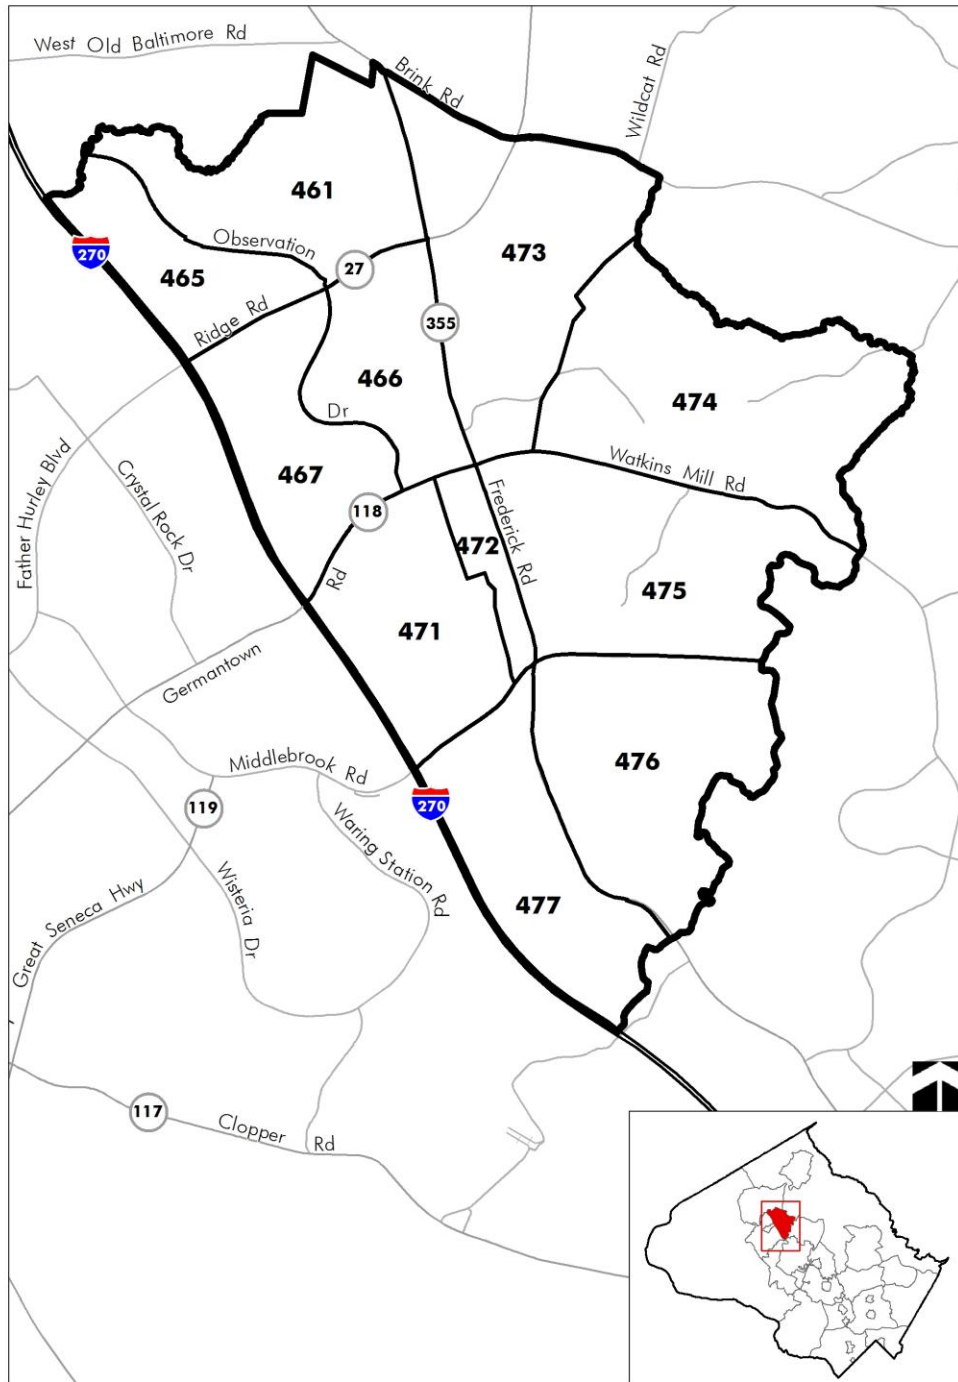 West Old Baltimore Rd
Brink Rd
Wildcat Rd
461
Observation
270
465
27
473
Ridge Rd
355
466
474
Dr
Father Hurley Blvd
Crystal Rock Dr
467
118
Watkins Mill Rd
Frederick Rd
472
Rd
475
471
Germantown
Middlebrook Rd
476
119
270
Waring Station Rd
Great Seneca Hwy
Wisteria Dr
477
117
Clopper Rd